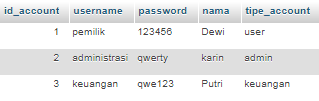 id_account username password nama tipe_account
1 pemilik 123456 Dewi user
2 administrasi qwerty karin admin
3 keuangan qwe123 Putri keuangan